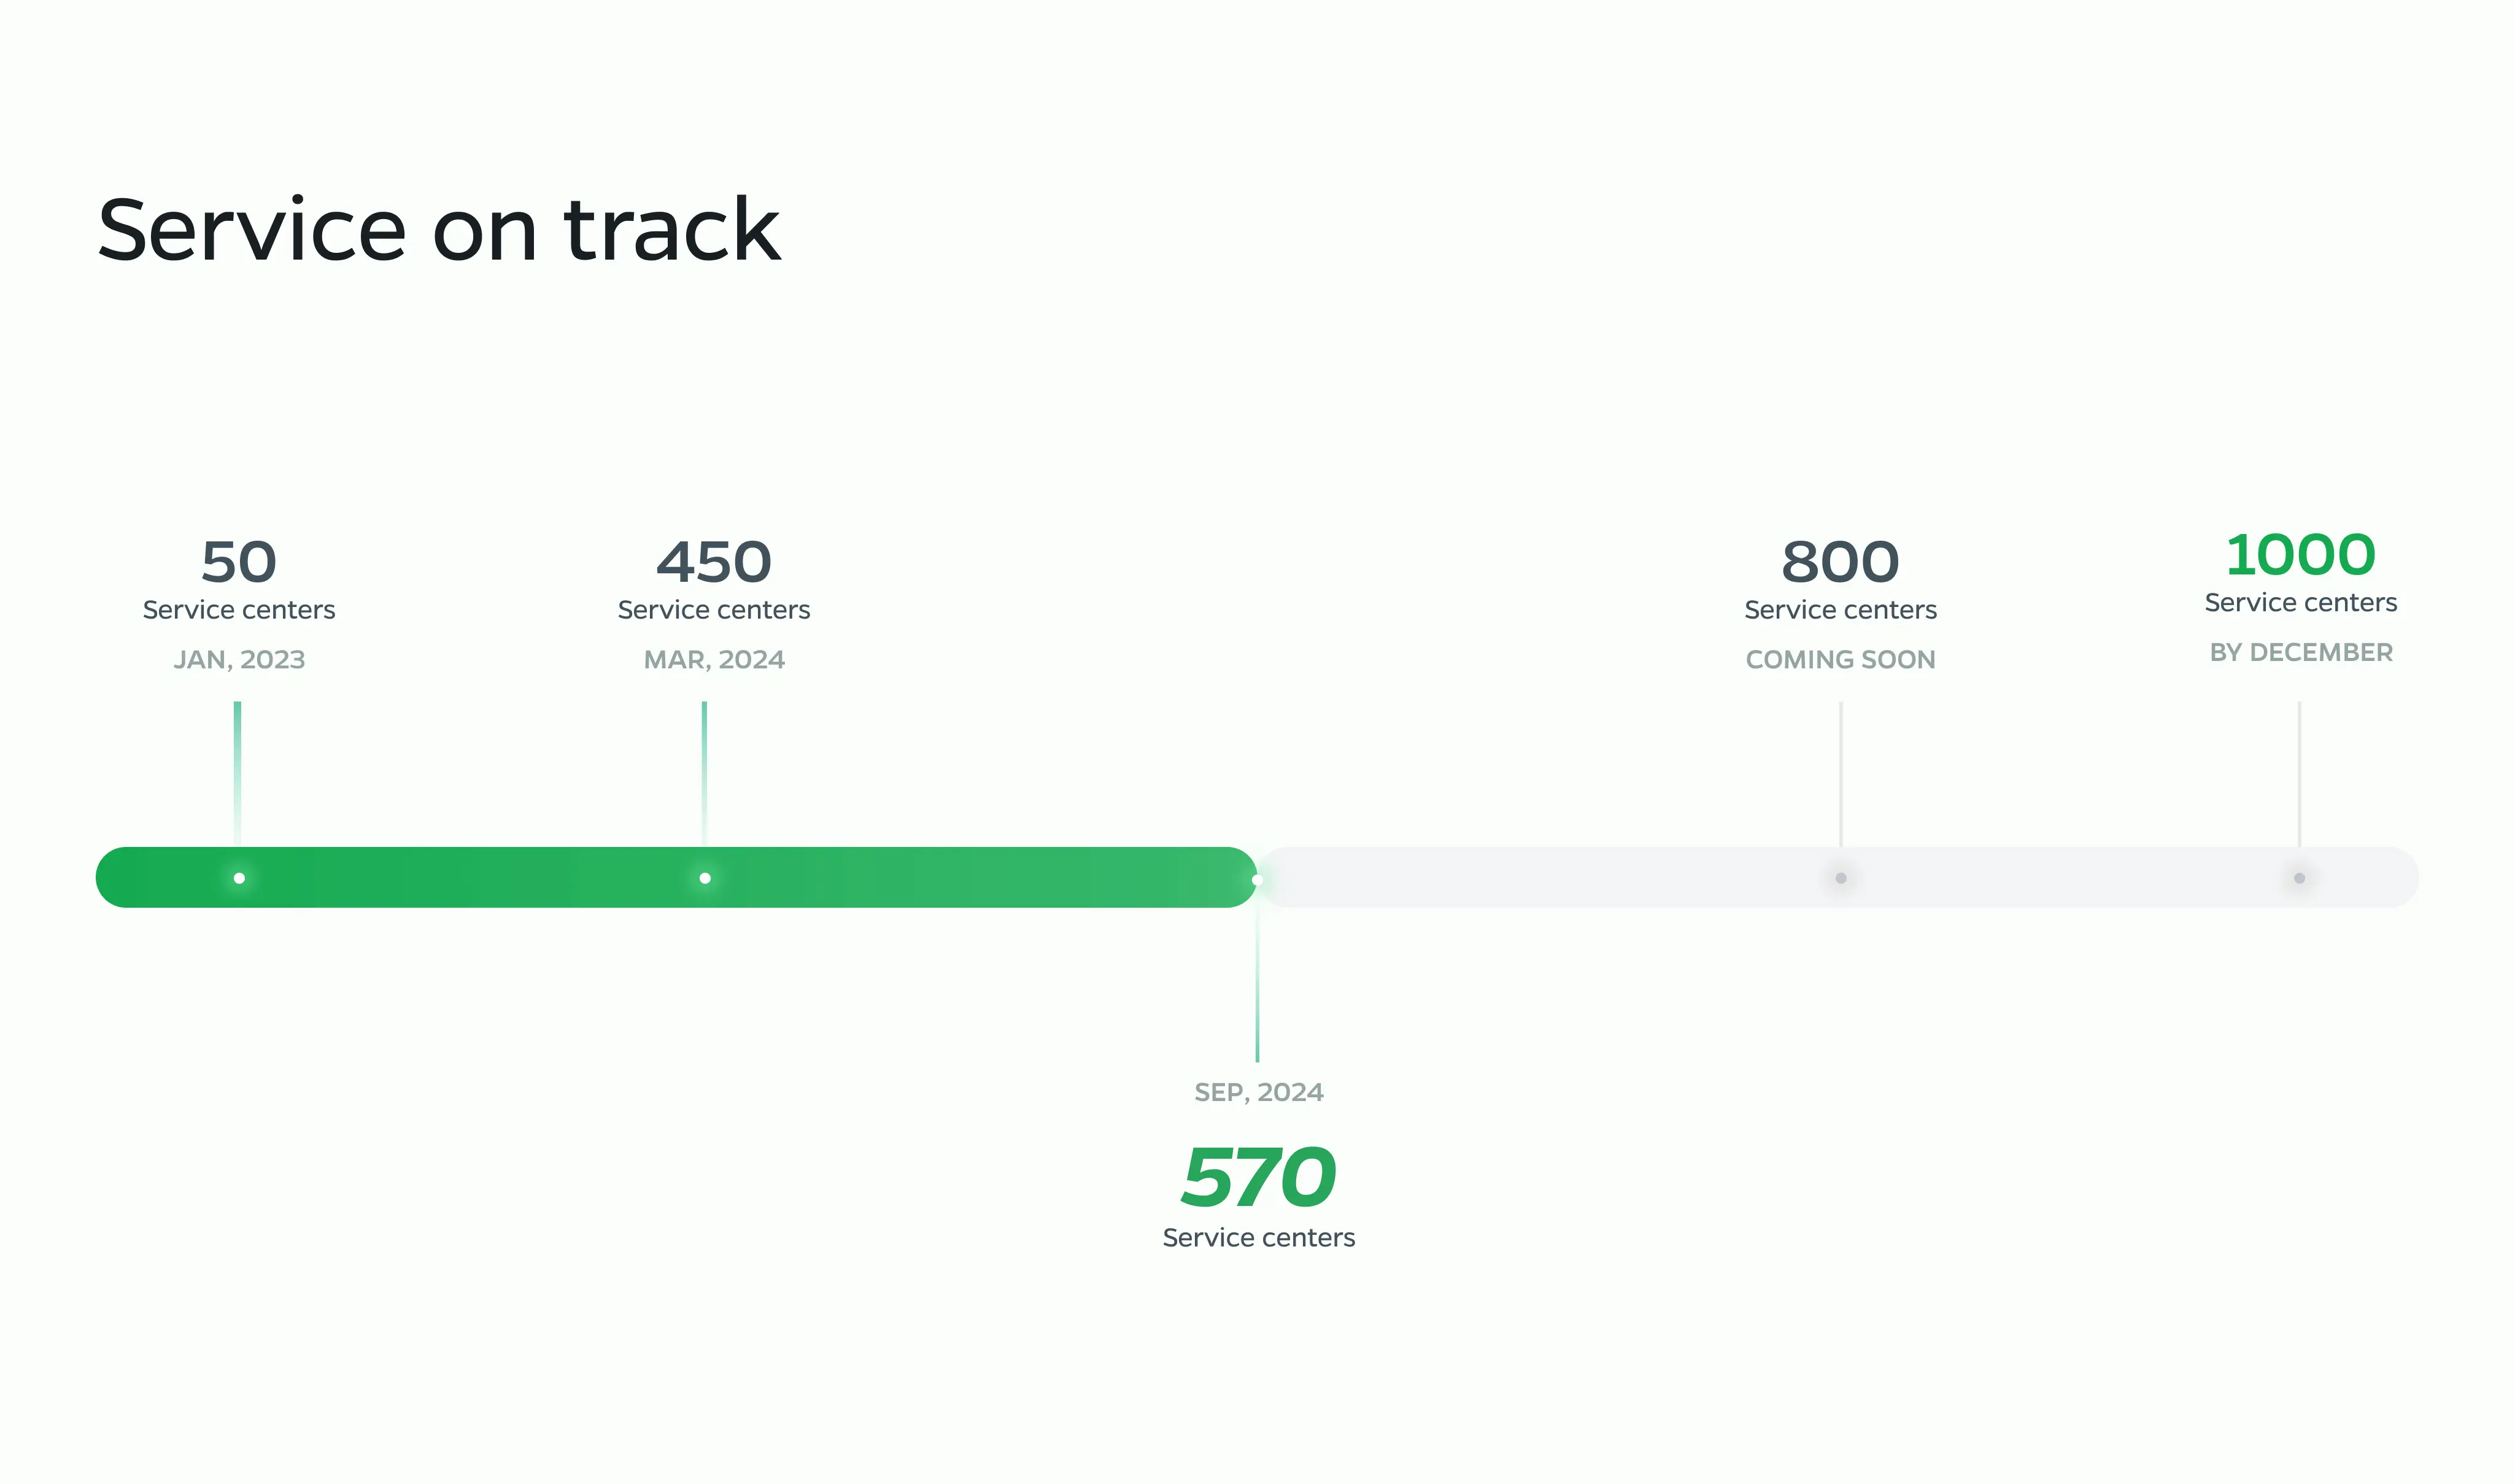 Service on track
50
Service centers
JAN, 2023
450
Service centers
MAR, 2024
SEP, 2024
570
Service centers
800
Service centers
COMING SOON
1000
Service centers
BY DECEMBER